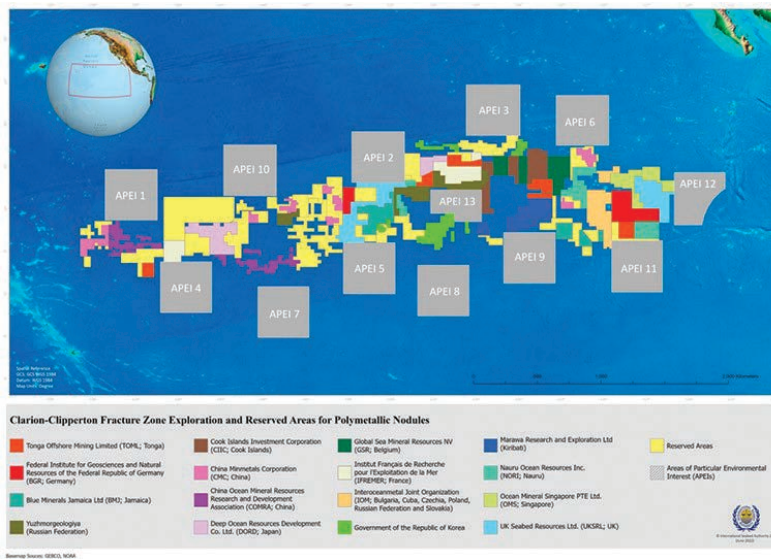 APEI 3
APEI 6
APEI 10
APEI 2
APEI 1
APEI 12
APEI 13
APEI 9
APEI 5
APEI 11
APEI 4
APEI 8
APEI 7
Clarion-Clipperton Fracture Zone Exploration and Reserved Areas for Polymetallic Nodules
Tonga Offshore Mining Limited (TOML; Tonga)
Federal Institute for Geosciences and Natural
Resources of the Federal Republic of Germany
(BGR; Germany)
Blue Minerals Jamaica Ltd (BMJ; Jamaica)
Yuzhmorgeologiya
(Russian Federation)
Cook Islands Investment Corporation
(CIIC; Cook Islands)
China Minmetals Corporation
(CMC; China)
China Ocean Mineral Resources
Research and Development
Association (COMRA; China)
Deep Ocean Resources Development
Co. Ltd. (DORD; Japan)
Global Sea Mineral Resources NV
(GSR; Belgium)
Institut Français de Recherche
pour l'Exploitation de la Mer
(IFREMER; France)
Interoceanmetal Joint Organization
(IOM; Bulgaria, Cuba, Czechia, Poland,
Russian Federation and Slovakia)
Government of the Republic of Korea
Marawa Research and Exploration Ltd
(Kiribati)
Nauru Ocean Resources Inc.
(NORI; Nauru)
Ocean Mineral Singapore PTE Ltd.
(OMS; Singapore)
UK Seabed Resources Ltd. (UKSRL; UK)
Reserved Areas
Areas of Particular Environmental
Interest (APEIs)
Basemap Sources: GEBCO, NOAA